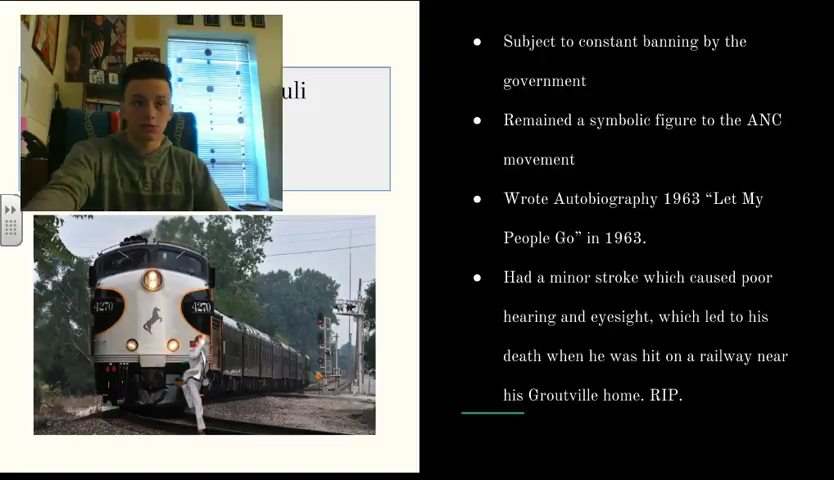 uli
● Subject to constant banning by the
government
● Remained a symbolic figure to the ANC
movement
● Wrote Autobiography 1963 “Let My
People Go” in 1963.
● Had a minor stroke which caused poor
hearing and eyesight, which led to his
death when he was hit on a railway near
his Groutville home. RIP.
4270
4270